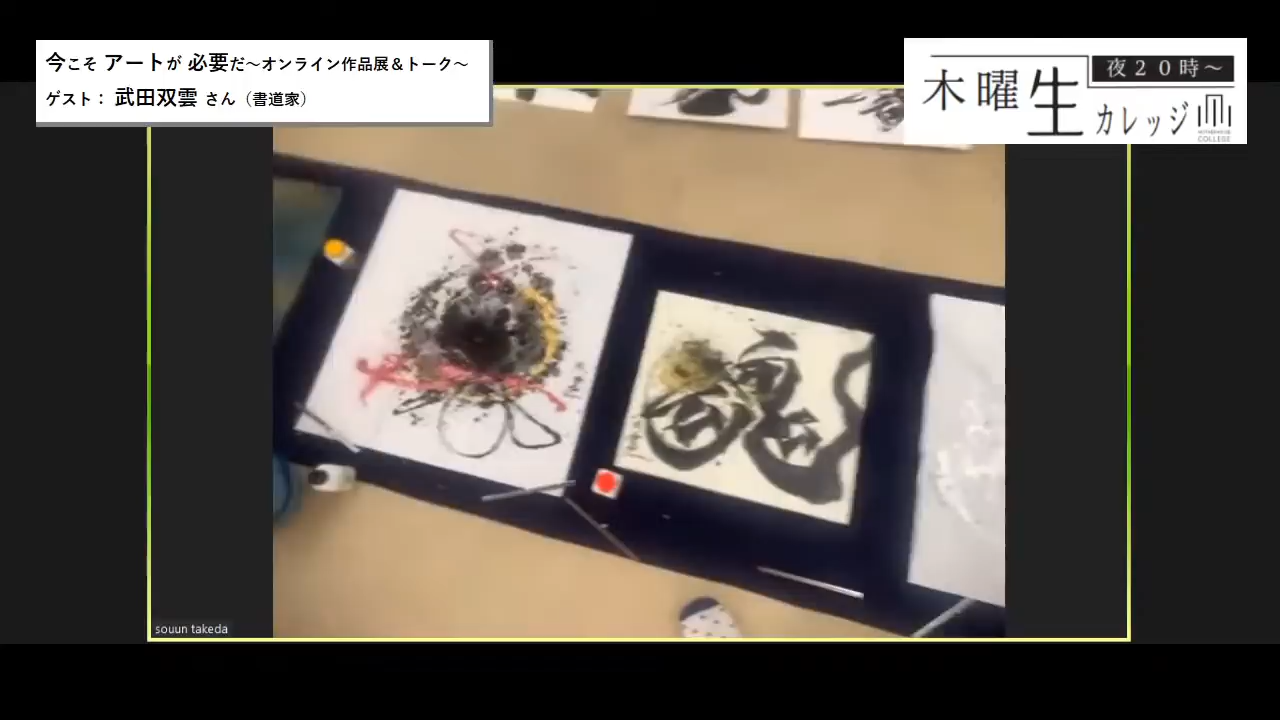 今こそ アートが 必要だ～オンライン作品展＆トーク～
ゲスト： 武田双雲 さん（書道家）
木曜生カレッジ
夜２０時～
MOTHERHOUSE
COLLEGE
souun takeda